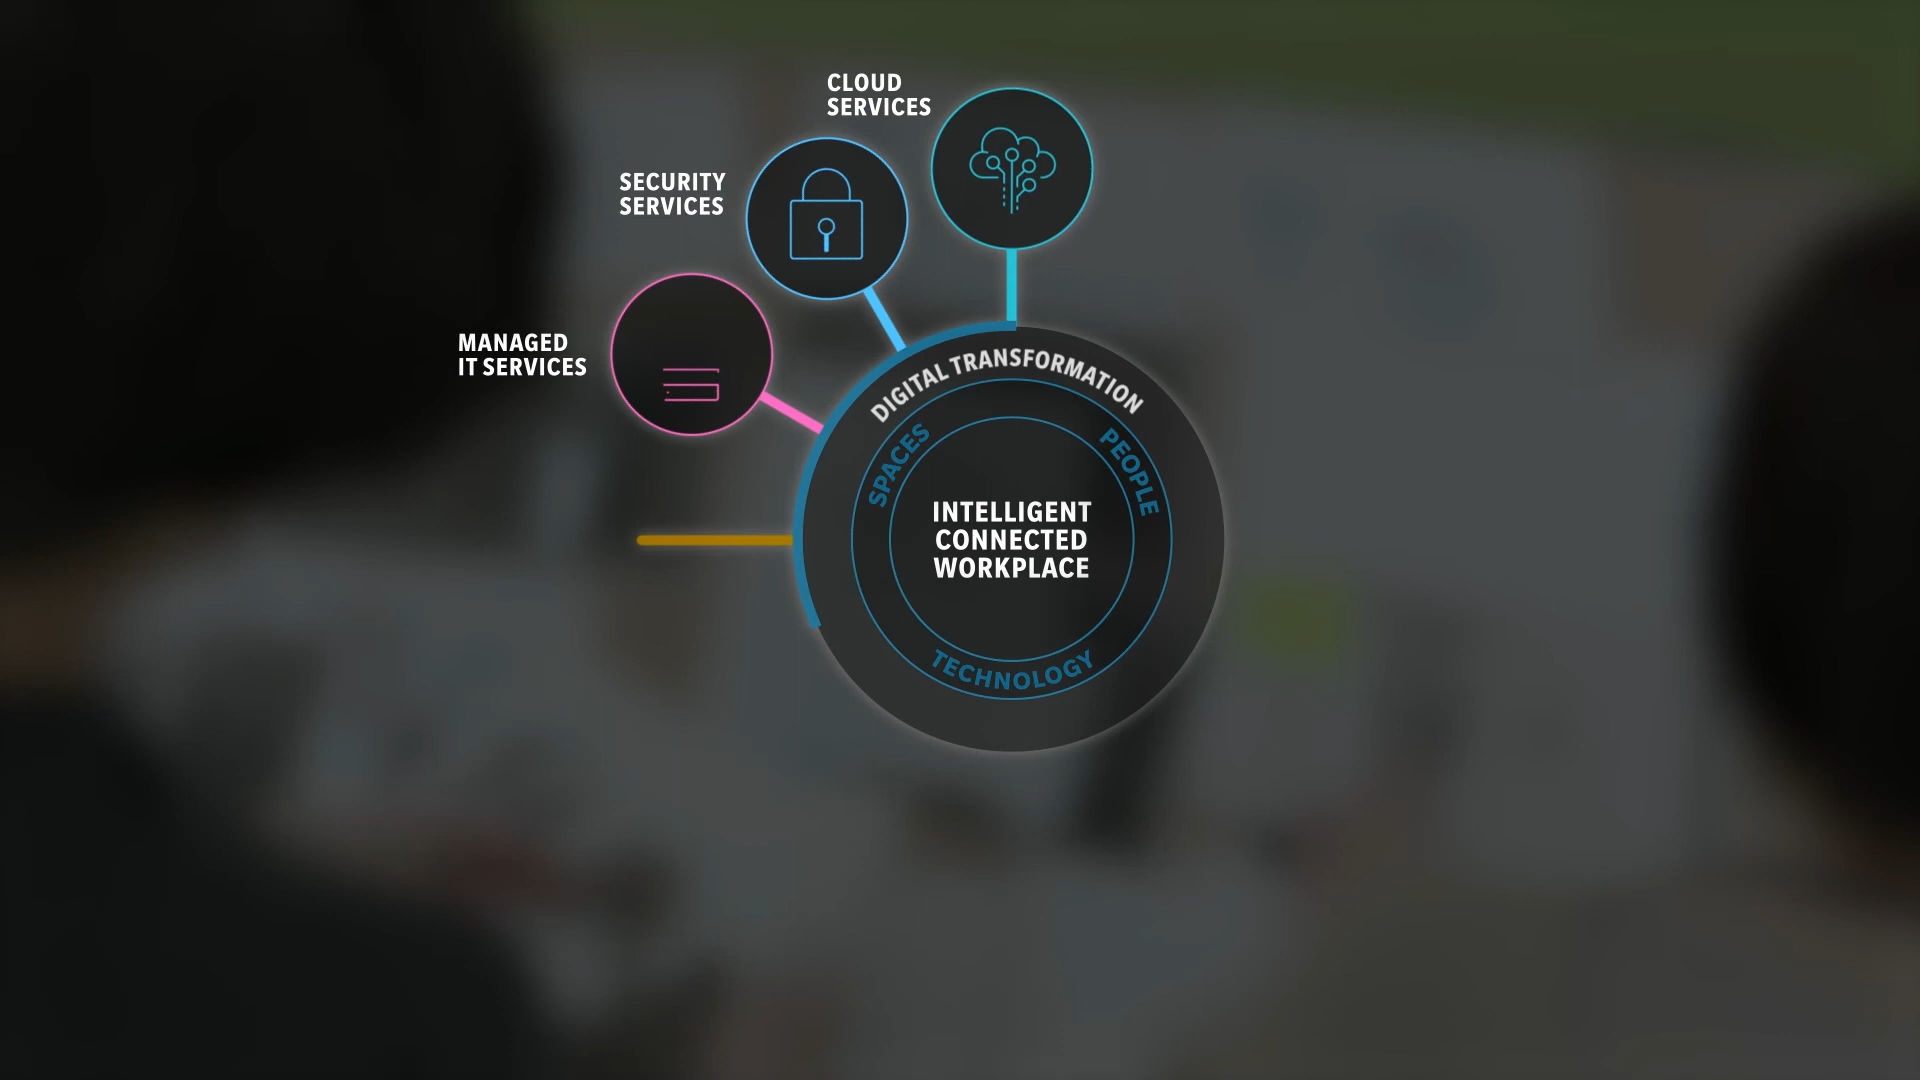 CLOUD
SERVICES
SECURITY
SERVICES
MANAGED
IT SERVICES
DIGITAL TRANSFORMATION
SPACES
PEOPLE
INTELLIGENT
CONNECTED
WORKPLACE
TECHNOLOGY